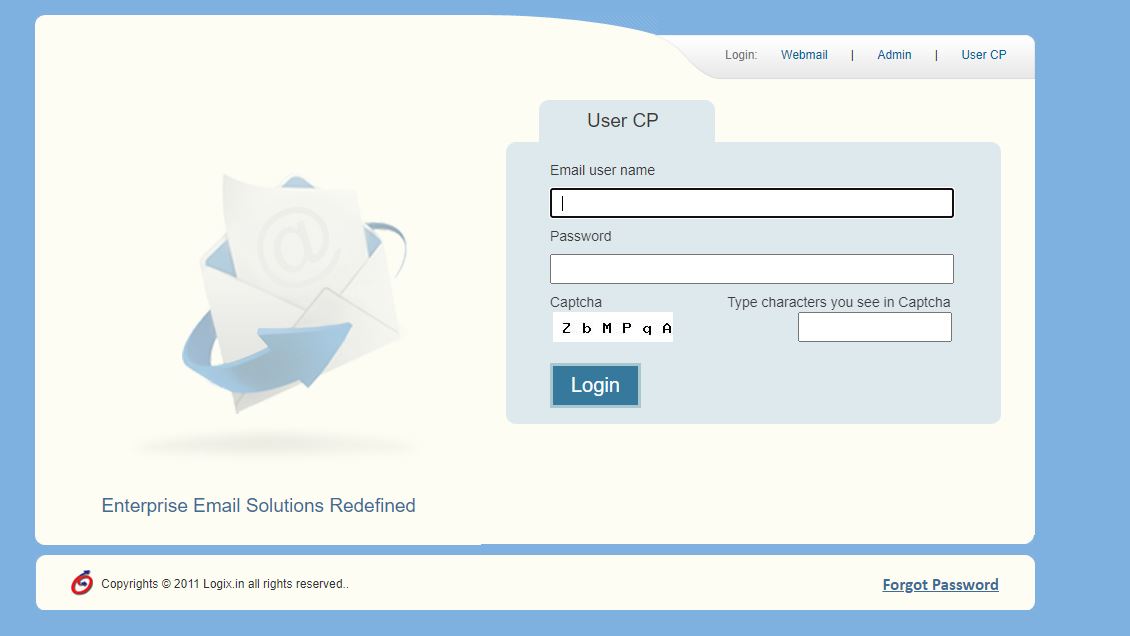 Login: Webmail | Admin | User CP
User CP
Email user name
Password
Captcha Type characters you see in Captcha
Z b M P q A
Login
@
Enterprise Email Solutions Redefined
Copyrights © 2011 Logix.in all rights reserved..
Forgot Password